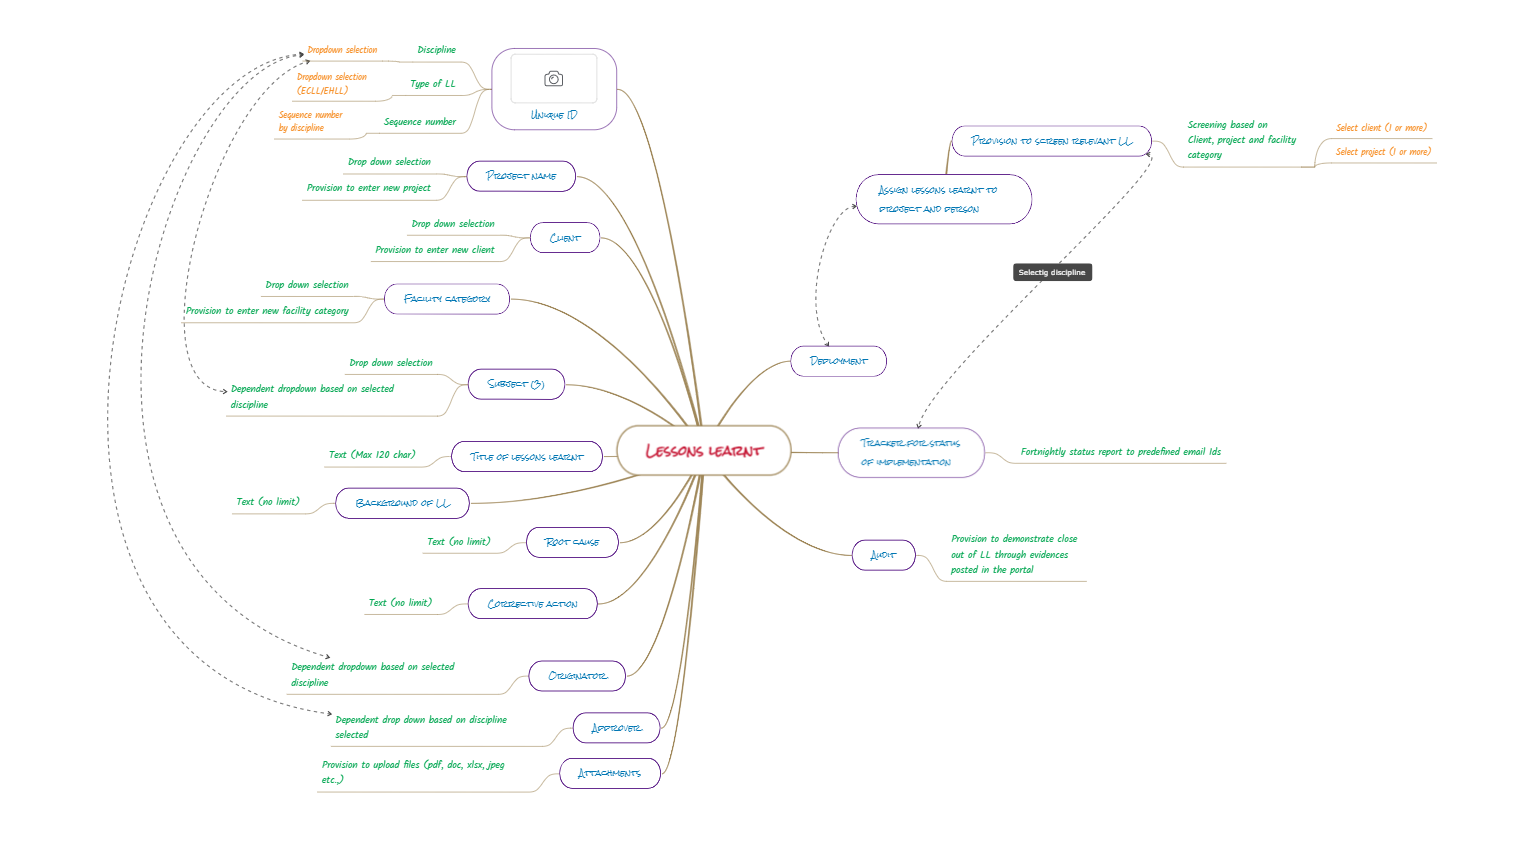 Dropdown selection
Discipline
Dropdown selection
(ECLL/EHLL)
Type of LL
Sequence number
by discipline
Sequence number
Unique ID
Drop down selection
Provision to enter new project
Project name
Drop down selection
Provision to enter new client
Client
Drop down selection
Provision to enter new facility category
Facility category
Drop down selection
Dependent dropdown based on selected
discipline
Subject (3)
Text (Max 120 char)
Title of lessons learnt
Text (no limit)
Background of LL
Text (no limit)
Root cause
Text (no limit)
Corrective action
Dependent dropdown based on selected
discipline
Originator
Dependent drop down based on discipline
selected
Approver
Provision to upload files (pdf, doc, xlsx, jpeg
etc.,)
Attachments
Lessons learnt
Provision to screen relevant LL
Screening based on
Client, project and facility
category
Select client (1 or more)
Select project (1 or more)
Assign lessons learnt to
project and person
Selectig discipline
Deployment
Tracker for status
of implementation
Fortnightly status report to predefined email Ids
Audit
Provision to demonstrate close
out of LL through evidences
posted in the portal